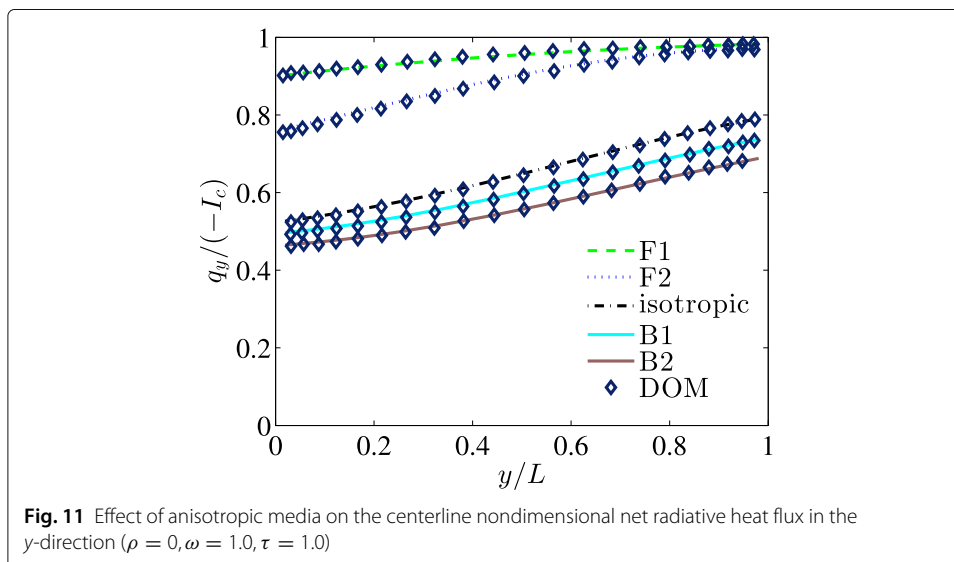 1
0.8
0.6
0.4
0.2
0
q_y/(−I_c)
F1
F2
isotropic
B1
B2
DOM
0 0.2 0.4 0.6 0.8 1
y/L
Fig. 11 Effect of anisotropic media on the centerline nondimensional net radiative heat flux in the
y-direction (ρ = 0, ω = 1.0, τ = 1.0)